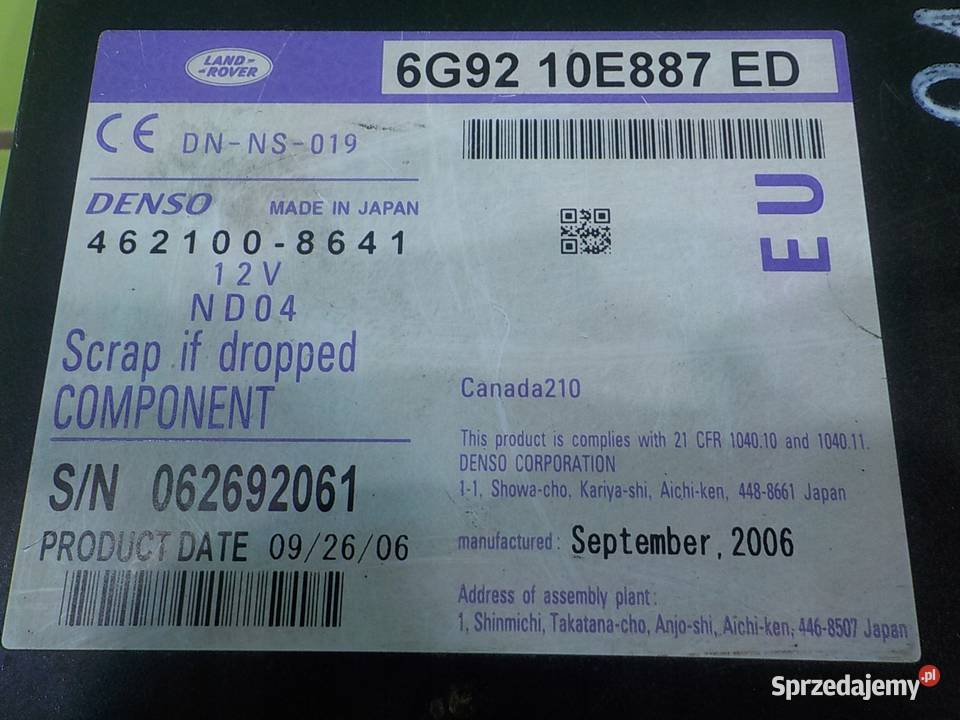 LAND-
-ROVER
6G92 10E887 ED
CE DN-NS-019
DENSO MADE IN JAPAN
462100-8641
12V
ND04
Scrap if dropped
COMPONENT
S/N 062692061
PRODUCT DATE 09/26/06
EU
Canada210
This product is complies with 21 CFR 1040.10 and 1040.11.
DENSO CORPORATION
1-1, Showa-cho, Kariya-shi, Aichi-ken, 448-8661 Japan
manufactured: September, 2006
Address of assembly plant:
1, Shinmichi, Takatana-cho, Anjo-shi, Aichi-ken, 446-8507 Japan
Sprzedajemy.pl